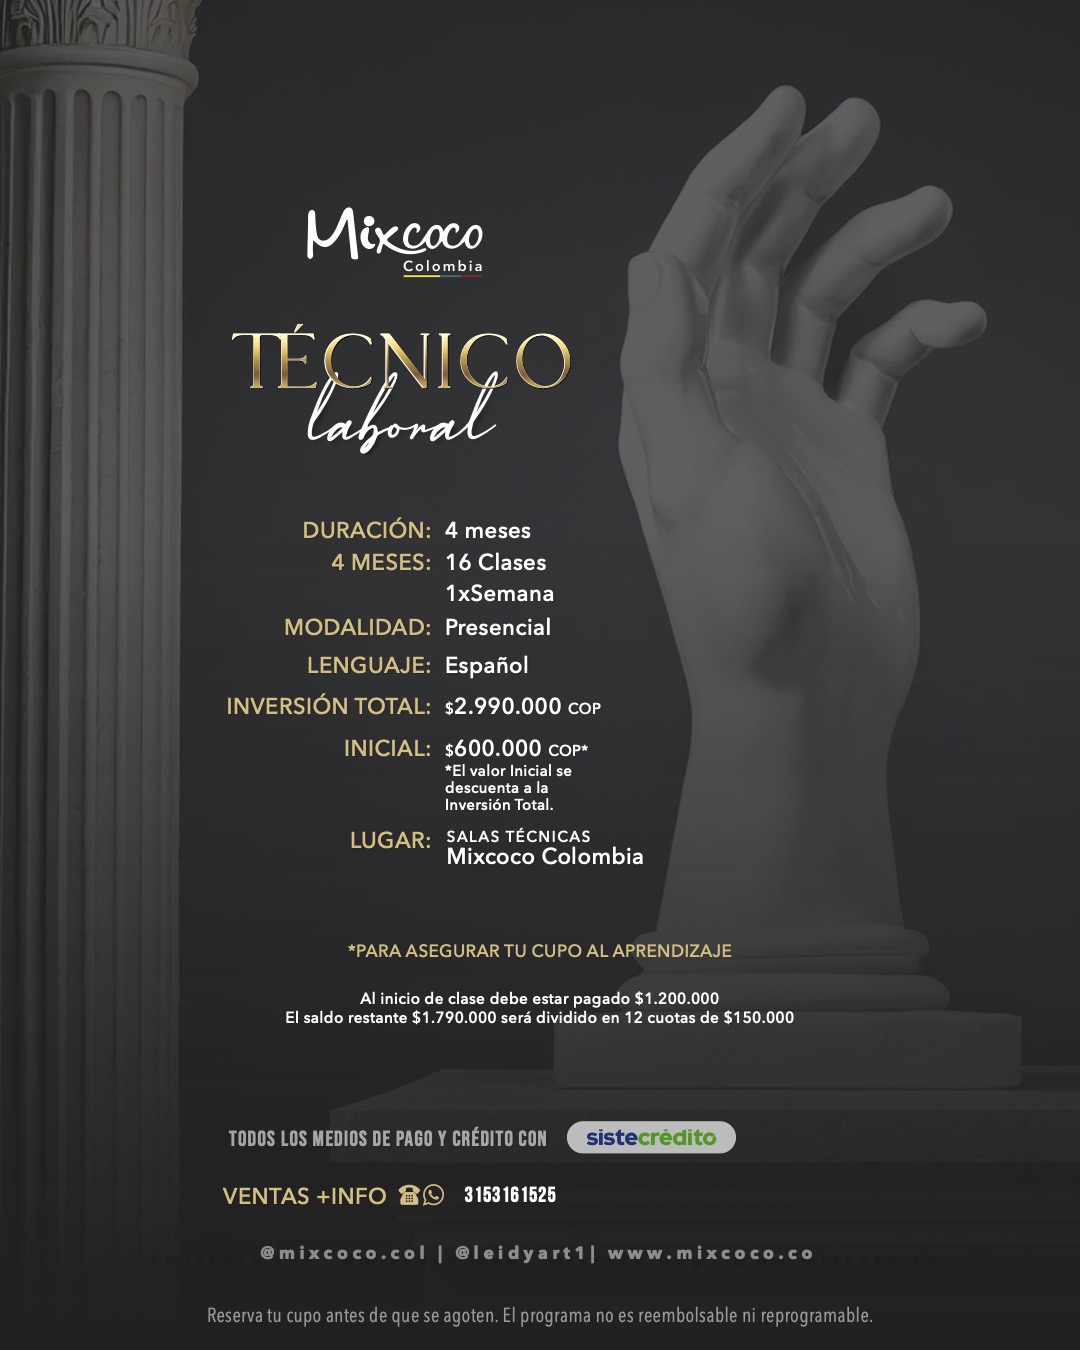 Mixcoco
Colombia
TÉCNICO
laboral
DURACIÓN: 4 meses
4 MESES: 16 Clases
1xSemana
MODALIDAD: Presencial
LENGUAJE: Español
INVERSIÓN TOTAL: $2.990.000 COP
INICIAL: $600.000 COP*
*El valor Inicial se
descuenta a la
Inversión Total.
LUGAR: SALAS TÉCNICAS
Mixcoco Colombia
*PARA ASEGURAR TU CUPO AL APRENDIZAJE
Al inicio de clase debe estar pagado $1.200.000
El saldo restante $1.790.000 será dividido en 12 cuotas de $150.000
TODOS LOS MEDIOS DE PAGO Y CRÉDITO CON sistecrédito
VENTAS +INFO 3153161525
@mixcoco.col | @leidyart1| www.mixcoco.co
Reserva tu cupo antes de que se agoten. El programa no es reembolsable ni reprogramable.